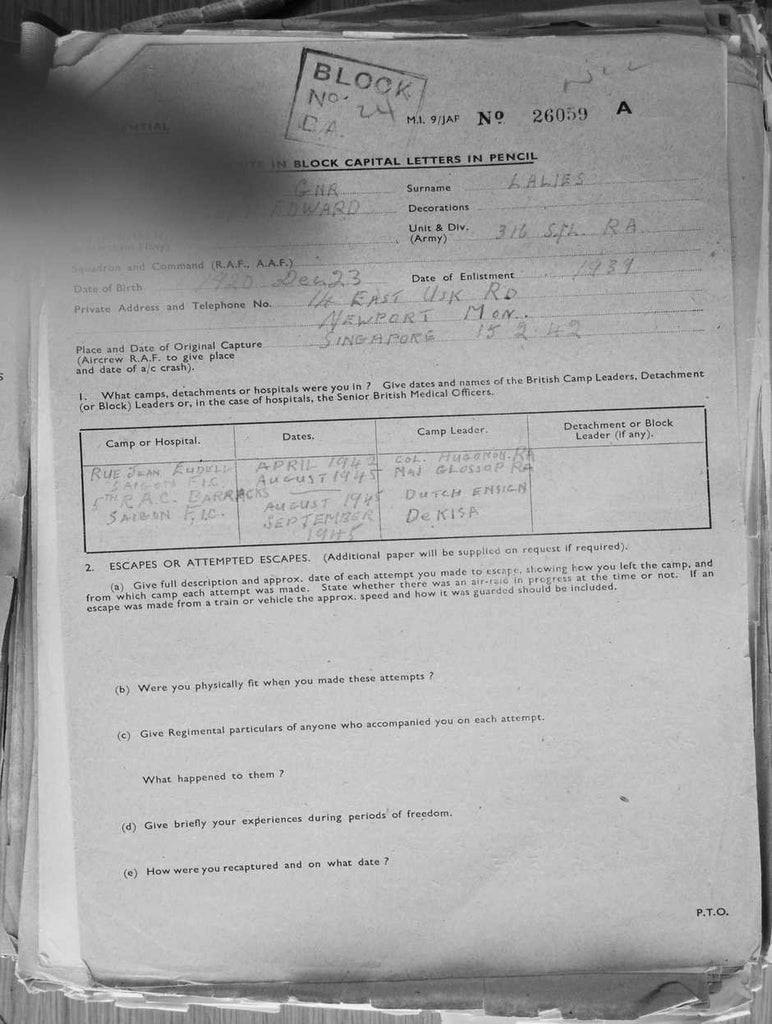 BLOCK
No. 24
M.I. 9/JAP No 26059 A
IN BLOCK CAPITAL LETTERS IN PENCIL
GNR Surname LALIES
EDWARD Decorations
Unit & Div. 316 S/L RA
(Army)
Squadron and Command (R.A.F., A.A.F.)
Date of Birth 1920 Dec 23 Date of Enlistment 1939
Private Address and Telephone No. 14 EAST USK RD
NEWPORT MON.
Place and Date of Original Capture SINGAPORE 15 2 42
(Aircrew R.A.F. to give place
and date of a/c crash).
1. What camps, detachments or hospitals were you in ? Give dates and names of the British Camp Leaders, Detachment
(or Block) Leaders or, in the case of hospitals, the Senior British Medical Officers.
Camp or Hospital. Dates. Camp Leader. Detachment or Block
Leader (if any).
RUE JEAN EUDELL APRIL 1942 COL. HUGONON. RA
SAIGON F.I.C. AUGUST 1945 MAJ GLOSSOP RA
5TH R.A.C. BARRACKS AUGUST 1945 DUTCH ENSIGN
SAIGON F.I.C. SEPTEMBER De KISA
1945
2. ESCAPES OR ATTEMPTED ESCAPES. (Additional paper will be supplied on request if required).
(a) Give full description and approx. date of each attempt you made to escape, showing how you left the camp, and
from which camp each attempt was made. State whether there was an air-raid in progress at the time or not. If an
escape was made from a train or vehicle the approx. speed and how it was guarded should be included.
(b) Were you physically fit when you made these attempts ?
(c) Give Regimental particulars of anyone who accompanied you on each attempt.
What happened to them ?
(d) Give briefly your experiences during periods of freedom.
(e) How were you recaptured and on what date ?
P.T.O.